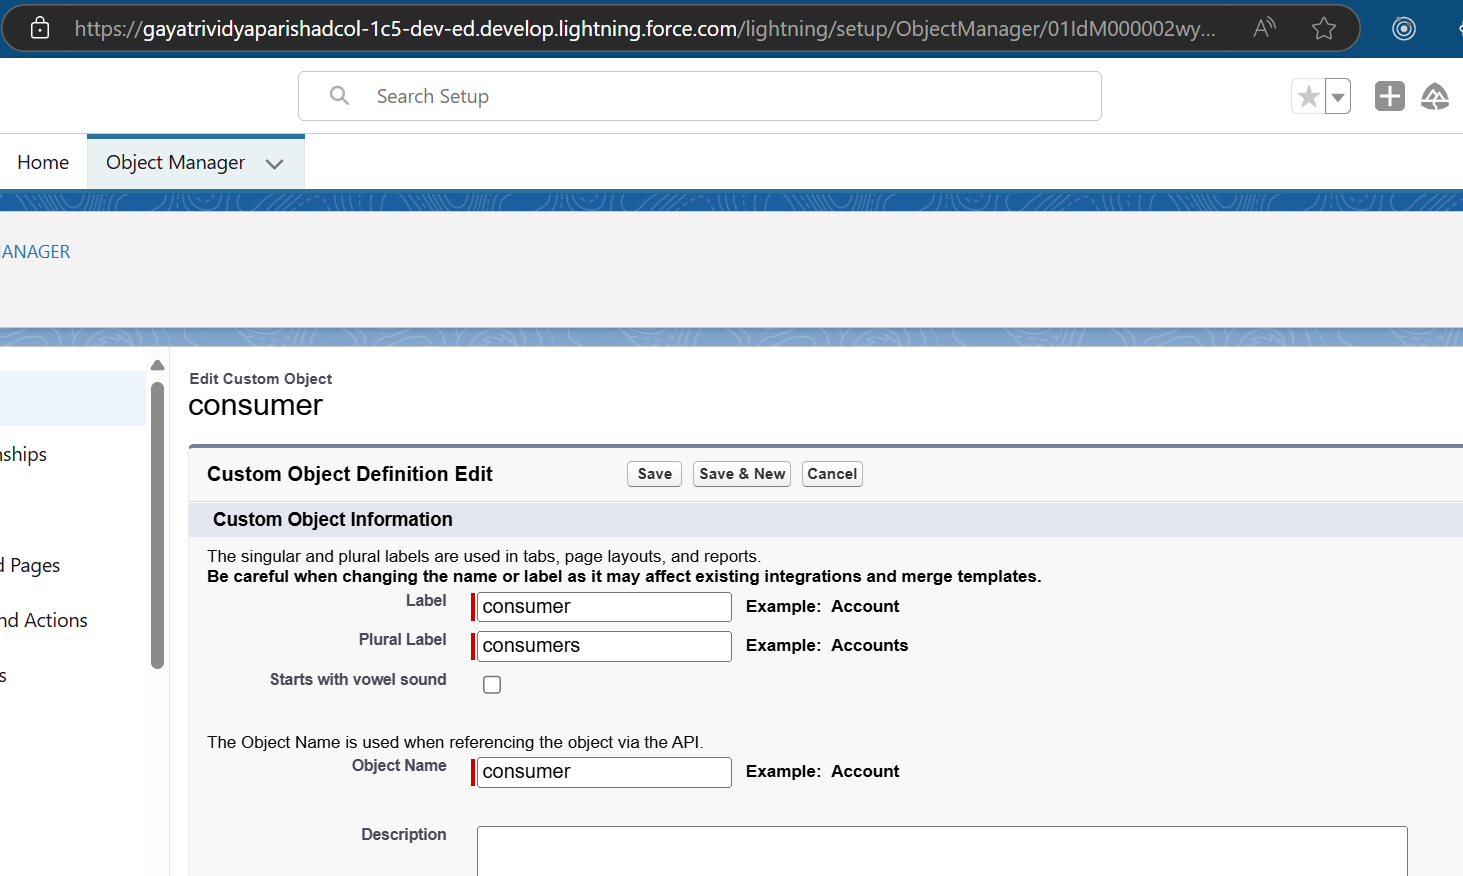 https://gayatrividyaparishadcol-1c5-dev-ed.develop.lightning.force.com/lightning/setup/ObjectManager/01IdM000002wy...
Search Setup
Home
Object Manager
ANAGER
Edit Custom Object
consumer
nships
d Pages
nd Actions
s
Custom Object Definition Edit
Save
Save & New
Cancel
Custom Object Information
The singular and plural labels are used in tabs, page layouts, and reports.
Be careful when changing the name or label as it may affect existing integrations and merge templates.
Label consumer Example: Account
Plural Label consumers Example: Accounts
Starts with vowel sound
The Object Name is used when referencing the object via the API.
Object Name consumer Example: Account
Description